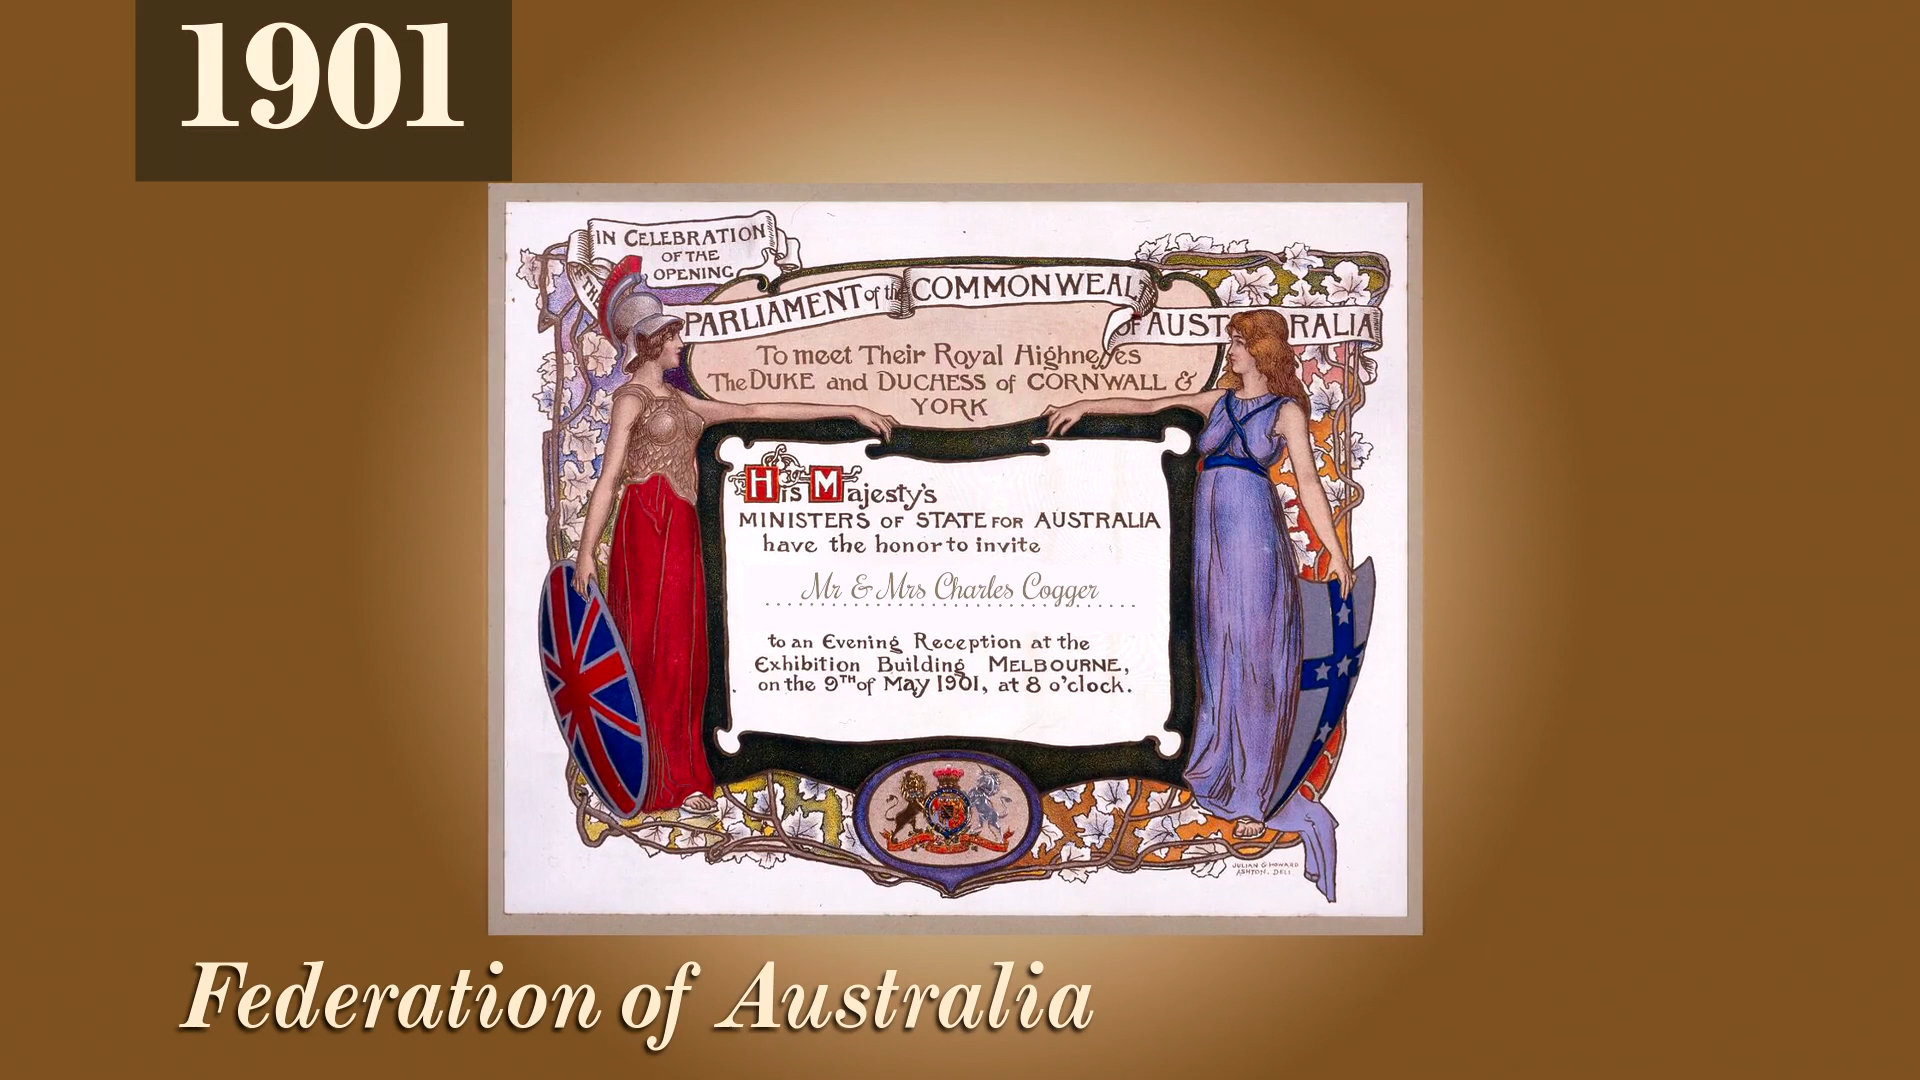 1901
IN CELEBRATION
OF THE
OPENING
OF THE
PARLIAMENT of the COMMONWEALT
OF AUSTRALIA
To meet Their Royal Highnesses
The DUKE and DUCHESS of CORNWALL &
YORK
His Majesty's
MINISTERS OF STATE FOR AUSTRALIA
have the honor to invite
Mr & Mrs Charles Cogger
to an Evening Reception at the
Exhibition Building MELBOURNE,
on the 9TH of May 1901, at 8 o'clock.
JULIAN G HOWARD
ASHTON. DELT.
Federation of Australia